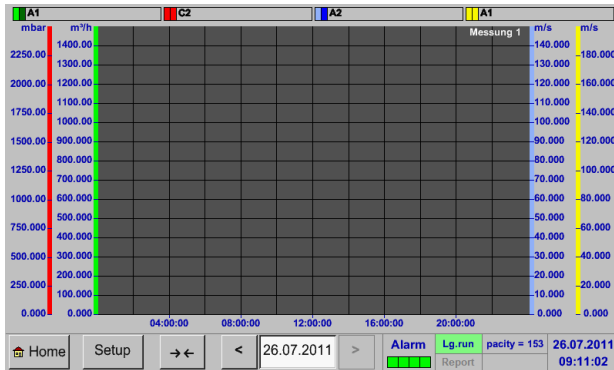 A1 C2 A2 A1
mbar m³/h Messung 1 m/s m/s
1400.00 140.000
2250.00 1300.00 130.000 180.000
2000.00 1200.00 120.000 160.000
1100.00 110.000
1750.00 1000.00 100.000 140.000
1500.00 900.000 90.000 120.000
800.000 80.000
1250.00 700.000 70.000 100.000
1000.00 600.000 60.000 80.000
500.000 50.000
750.000 400.000 40.000 60.000
500.000 300.000 30.000 40.000
200.000 20.000
250.000 100.000 10.000 20.000
0.000 0.000 0.000 0.000
04:00:00 08:00:00 12:00:00 16:00:00 20:00:00
Home Setup < 26.07.2011 > Alarm Lg.run pacity = 153 26.07.2011
Report 09:11:02